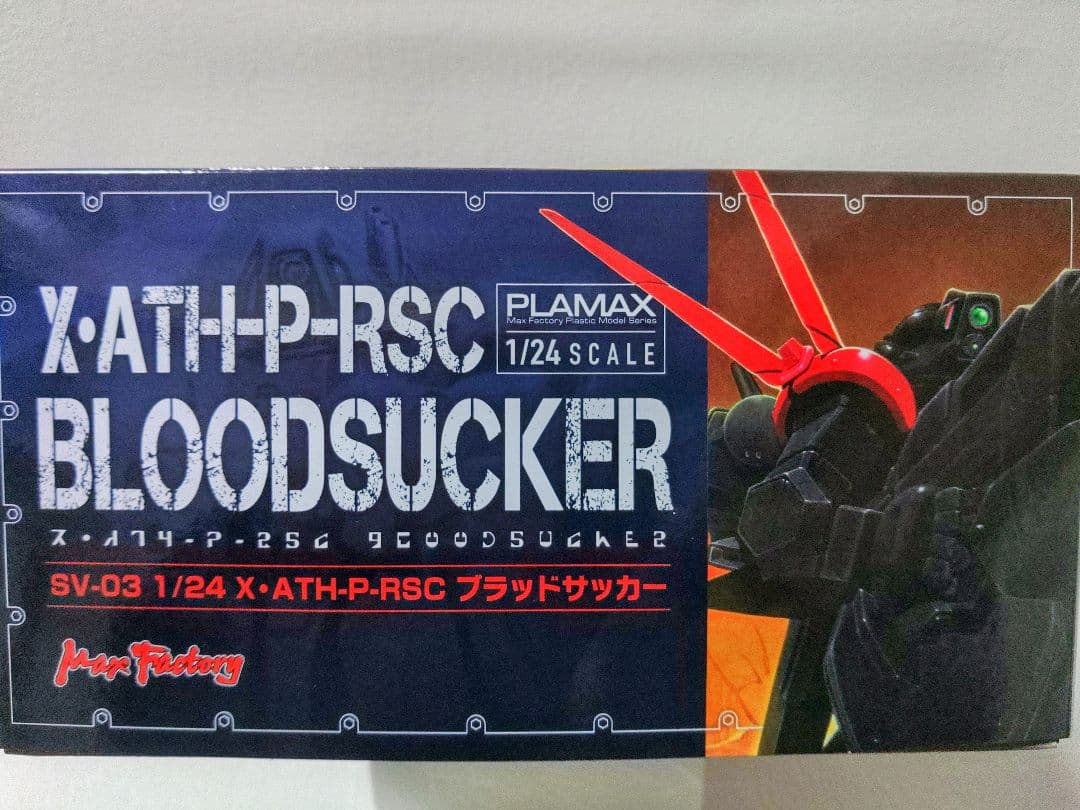 X・ATH-P-RSC
PLAMAX
Max Factory Plastic Model Series
1/24 SCALE
BLOODSUCKER
SV-03 1/24 X・ATH-P-RSC ブラッドサッカー
Max Factory